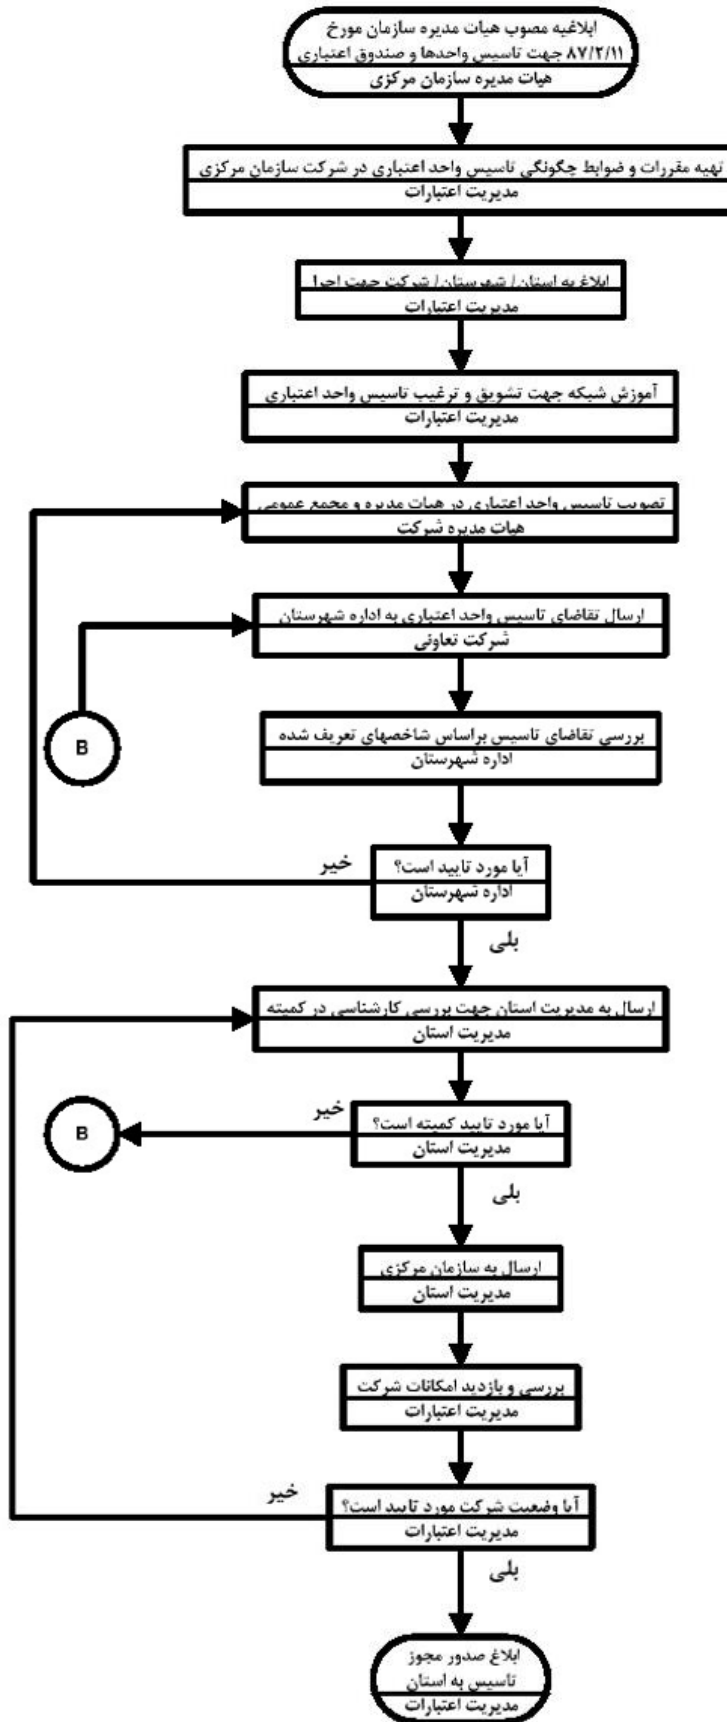 ابلاغیه مصوب هیات مدیره سازمان مورخ
۸۷/۲/۱۱ جهت تاسیس واحدها و صندوق اعتباری
هیات مدیره سازمان مرکزی
تهیه مقررات و ضوابط چگونگی تاسیس واحد اعتباری در شرکت سازمان مرکزی
مدیریت اعتبارات
ابلاغ به استان / شهرستان / شرکت جهت اجرا
مدیریت اعتبارات
آموزش شبکه جهت تشویق و ترغیب تاسیس واحد اعتباری
مدیریت اعتبارات
تصویب تاسیس واحد اعتباری در هیات مدیره و مجمع عمومی
هیات مدیره شرکت
ارسال تقاضای تاسیس واحد اعتباری به اداره شهرستان
شرکت تعاونی
B
بررسی تقاضای تاسیس براساس شاخصهای تعریف شده
اداره شهرستان
آیا مورد تایید است؟
خیر
اداره شهرستان
بلی
ارسال به مدیریت استان جهت بررسی کارشناسی در کمیته
مدیریت استان
خیر
آیا مورد تایید کمیته است؟
مدیریت استان
B
بلی
ارسال به سازمان مرکزی
مدیریت استان
بررسی و بازدید امکانات شرکت
مدیریت اعتبارات
خیر
آیا وضعیت شرکت مورد تایید است؟
مدیریت اعتبارات
بلی
ابلاغ صدور مجوز
تاسیس به استان
مدیریت اعتبارات